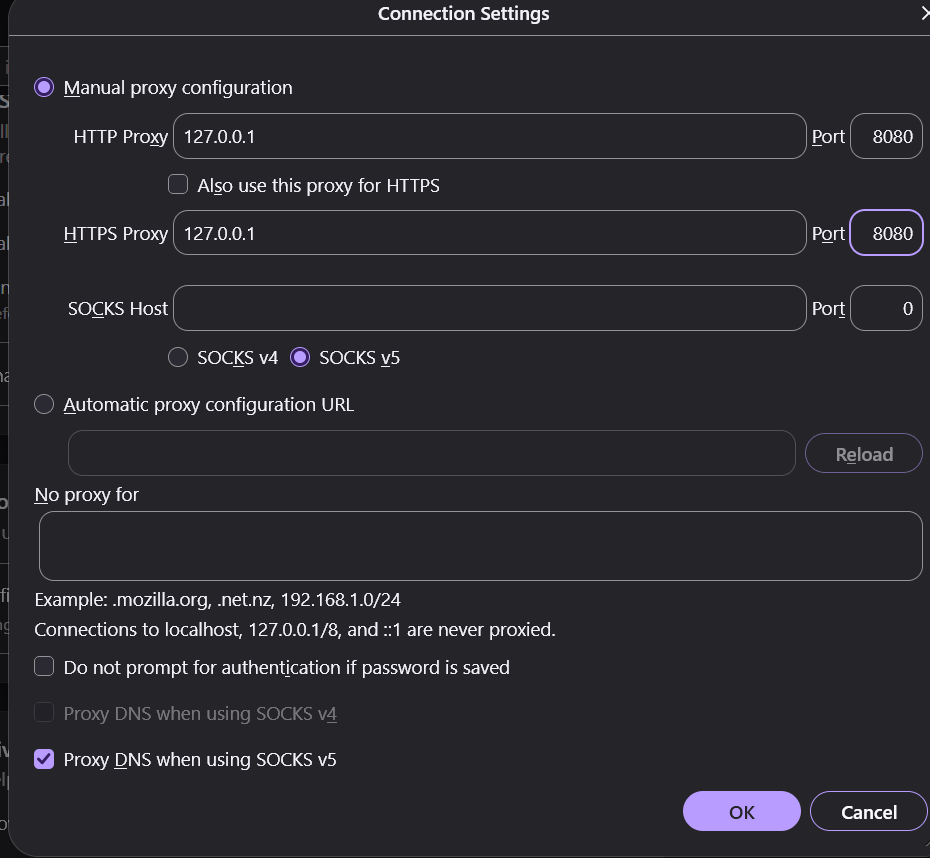 Connection Settings
Manual proxy configuration
HTTP Proxy 127.0.0.1 Port 8080
Also use this proxy for HTTPS
HTTPS Proxy 127.0.0.1 Port 8080
SOCKS Host Port 0
SOCKS v4 SOCKS v5
Automatic proxy configuration URL
Reload
No proxy for
Example: .mozilla.org, .net.nz, 192.168.1.0/24
Connections to localhost, 127.0.0.1/8, and ::1 are never proxied.
Do not prompt for authentication if password is saved
Proxy DNS when using SOCKS v4
Proxy DNS when using SOCKS v5
OK Cancel